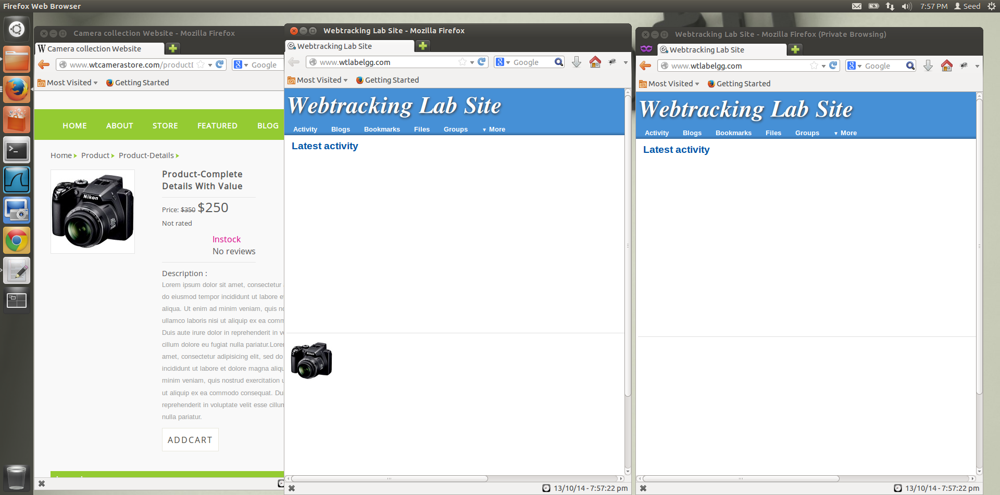 Firefox Web Browser
7:57 PM Seed
Camera collection Website - Mozilla Firefox
Camera collection Website
www.wtcamerastore.com/product
Google
Most Visited
Getting Started
HOME ABOUT STORE FEATURED BLOG
Home Product Product-Details
Nikon
Product-Complete
Details With Value
Price: $350 $250
Not rated
Instock
No reviews
Description :
Lorem ipsum dolor sit amet, consectetur
do eiusmod tempor incididunt ut labore e
aliqua. Ut enim ad minim veniam, quis no
ullamco laboris nisi ut aliquip ex ea comm
Duis aute irure dolor in reprehenderit in v
cillum dolore eu fugiat nulla pariatur.Lore
amet, consectetur adipisicing elit, sed do
incididunt ut labore et dolore magna aliqu
minim veniam, quis nostrud exercitation u
ut aliquip ex ea commodo consequat. Du
reprehenderit in voluptate velit esse cillun
nulla pariatur.
ADDCART
Webtracking Lab Site - Mozilla Firefox
Webtracking Lab Site
www.wtlabelgg.com
Google
Most Visited
Getting Started
Webtracking Lab Site
Activity Blogs Bookmarks Files Groups ▼ More
Latest activity
13/10/14 - 7:57:22 pm
Webtracking Lab Site - Mozilla Firefox (Private Browsing)
Webtracking Lab Site
www.wtlabelgg.com
Google
Most Visited
Getting Started
Webtracking Lab Site
Activity Blogs Bookmarks Files Groups ▼ More
Latest activity
13/10/14 - 7:57:22 pm